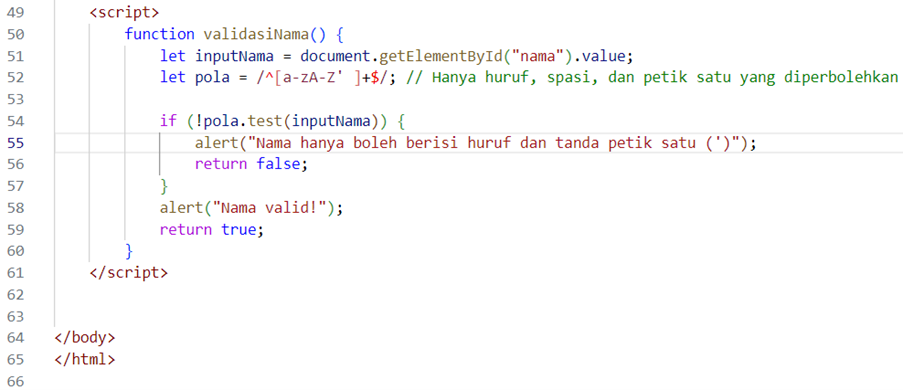 49 <script>
50 function validasiNama() {
51 let inputNama = document.getElementById("nama").value;
52 let pola = /^[a-zA-Z' ]+$/; // Hanya huruf, spasi, dan petik satu yang diperbolehkan
53
54 if (!pola.test(inputNama)) {
55 alert("Nama hanya boleh berisi huruf dan tanda petik satu (')");
56 return false;
57 }
58 alert("Nama valid!");
59 return true;
60 }
61 </script>
62
63
64 </body>
65 </html>
66